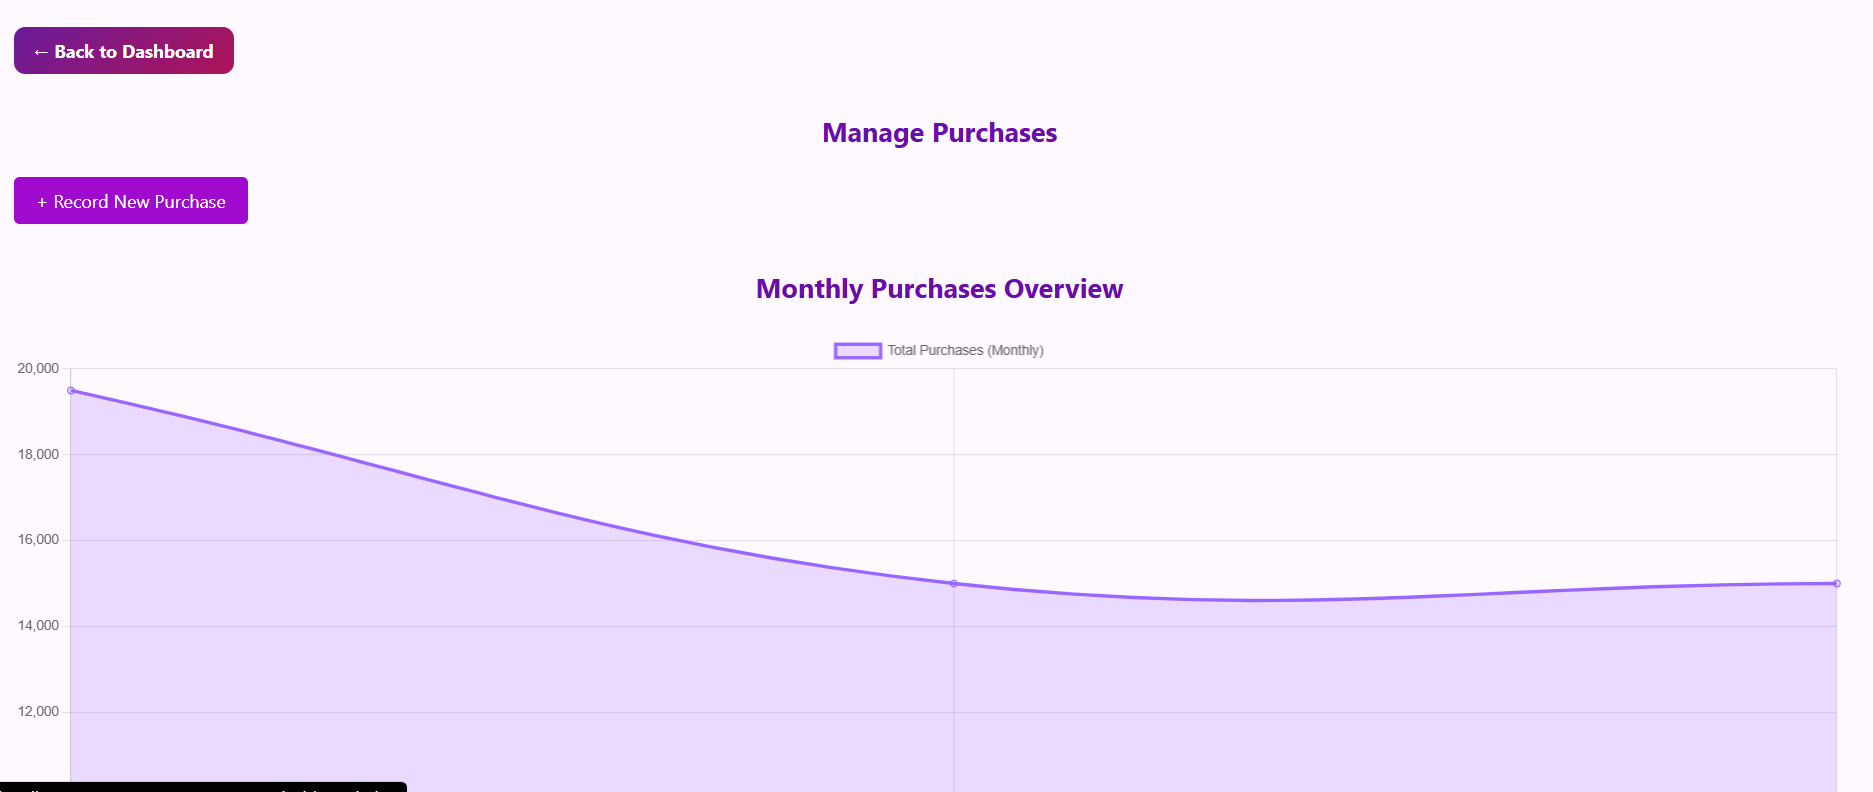 ← Back to Dashboard
Manage Purchases
+ Record New Purchase
Monthly Purchases Overview
Total Purchases (Monthly)
20,000
18,000
16,000
14,000
12,000